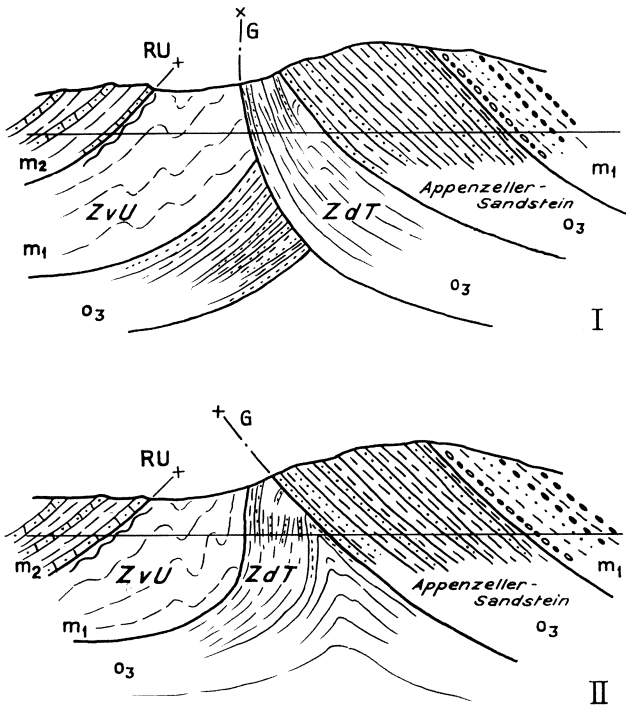 G
RU
m₂
ZvU
ZdT
m₁
Appenzeller-
Sandstein
m₁
o₃
o₃
o₃
I
G
RU
m₂
ZvU
ZdT
m₁
Appenzeller-
Sandstein
m₁
o₃
o₃
II